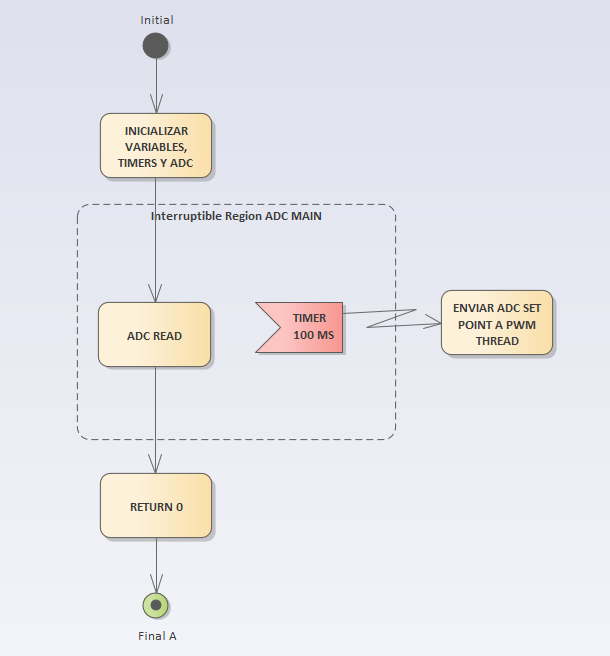 Initial
INICIALIZAR
VARIABLES,
TIMERS Y ADC
Interruptible Region ADC MAIN
ADC READ
TIMER
100 MS
ENVIAR ADC SET
POINT A PWM
THREAD
RETURN 0
Final A